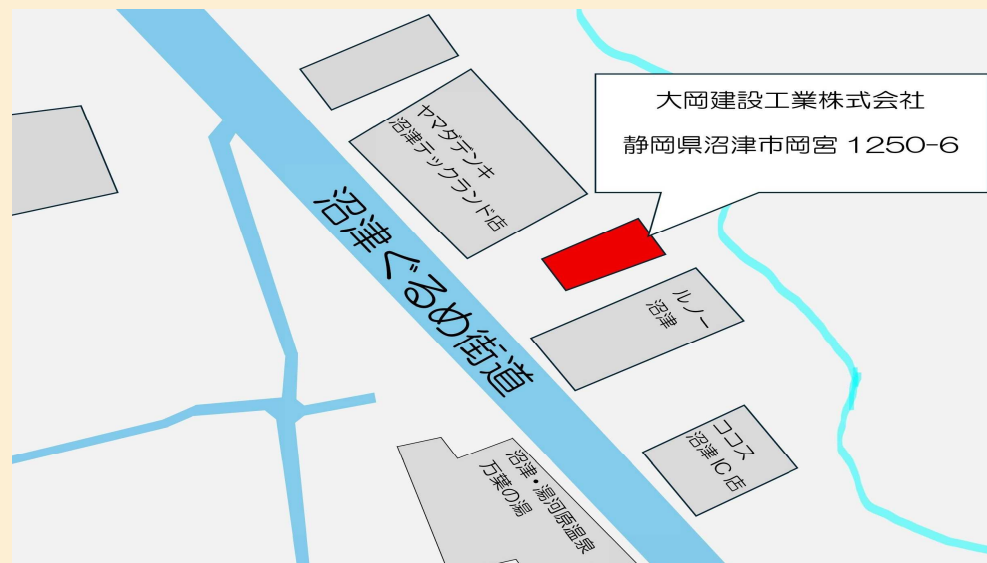 大岡建設工業株式会社
静岡県沼津市岡宮 1250-6
ヤマダデンキ
沼津テックランド店
沼津ぐるめ街道
ルノー
沼津
ココス
沼津IC店
沼津・湯河原温泉
万葉の湯